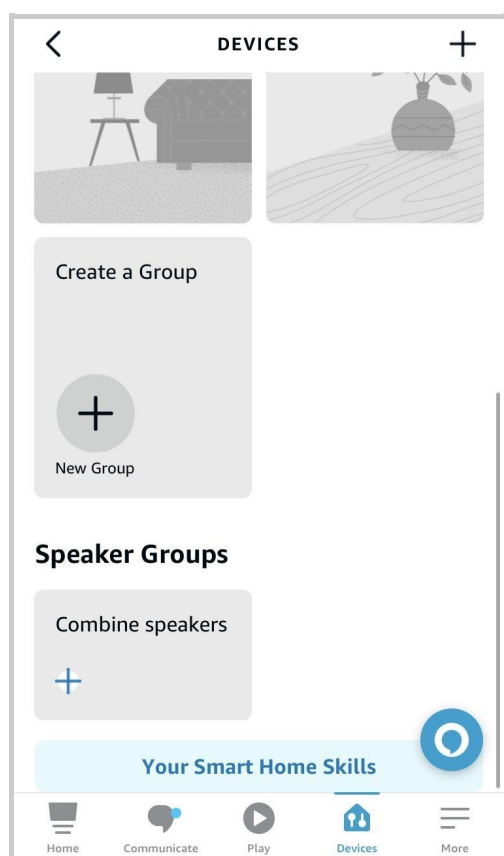 DEVICES
Create a Group
New Group
Speaker Groups
Combine speakers
Your Smart Home Skills
Home Communicate Play Devices More